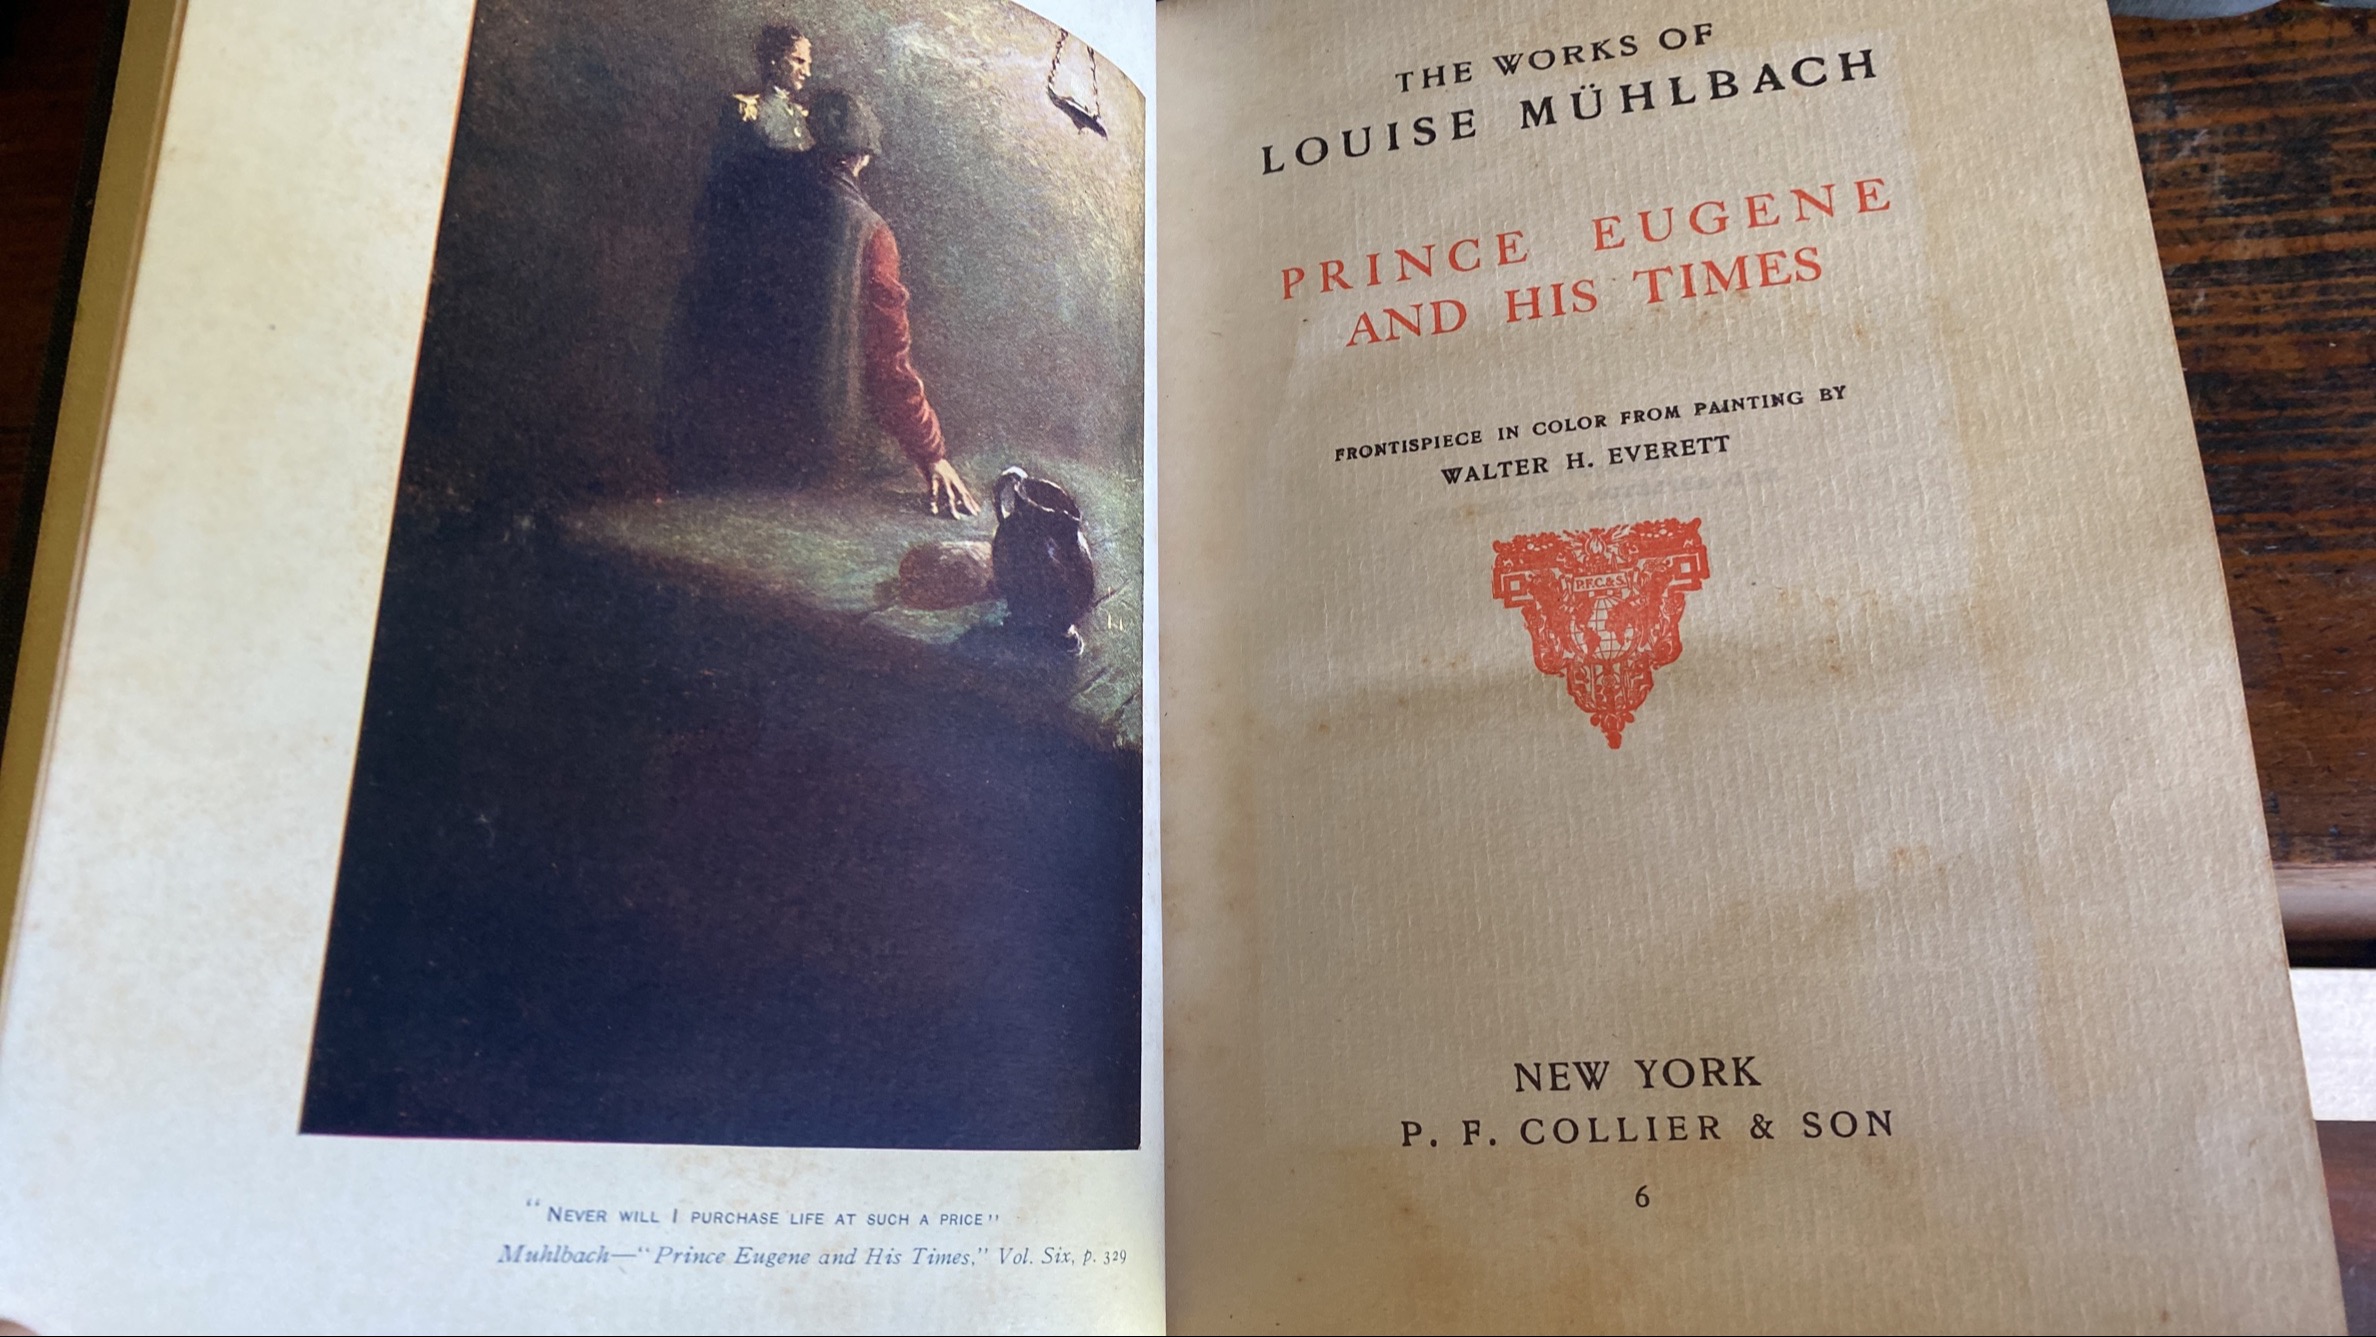 "NEVER WILL I PURCHASE LIFE AT SUCH A PRICE"
Muhlbach—"Prince Eugene and His Times," Vol. Six, p. 329
THE WORKS OF
LOUISE MÜHLBACH
PRINCE EUGENE
AND HIS TIMES
FRONTISPIECE IN COLOR FROM PAINTING BY
WALTER H. EVERETT
P.F.C.&S.
NEW YORK
P. F. COLLIER & SON
6